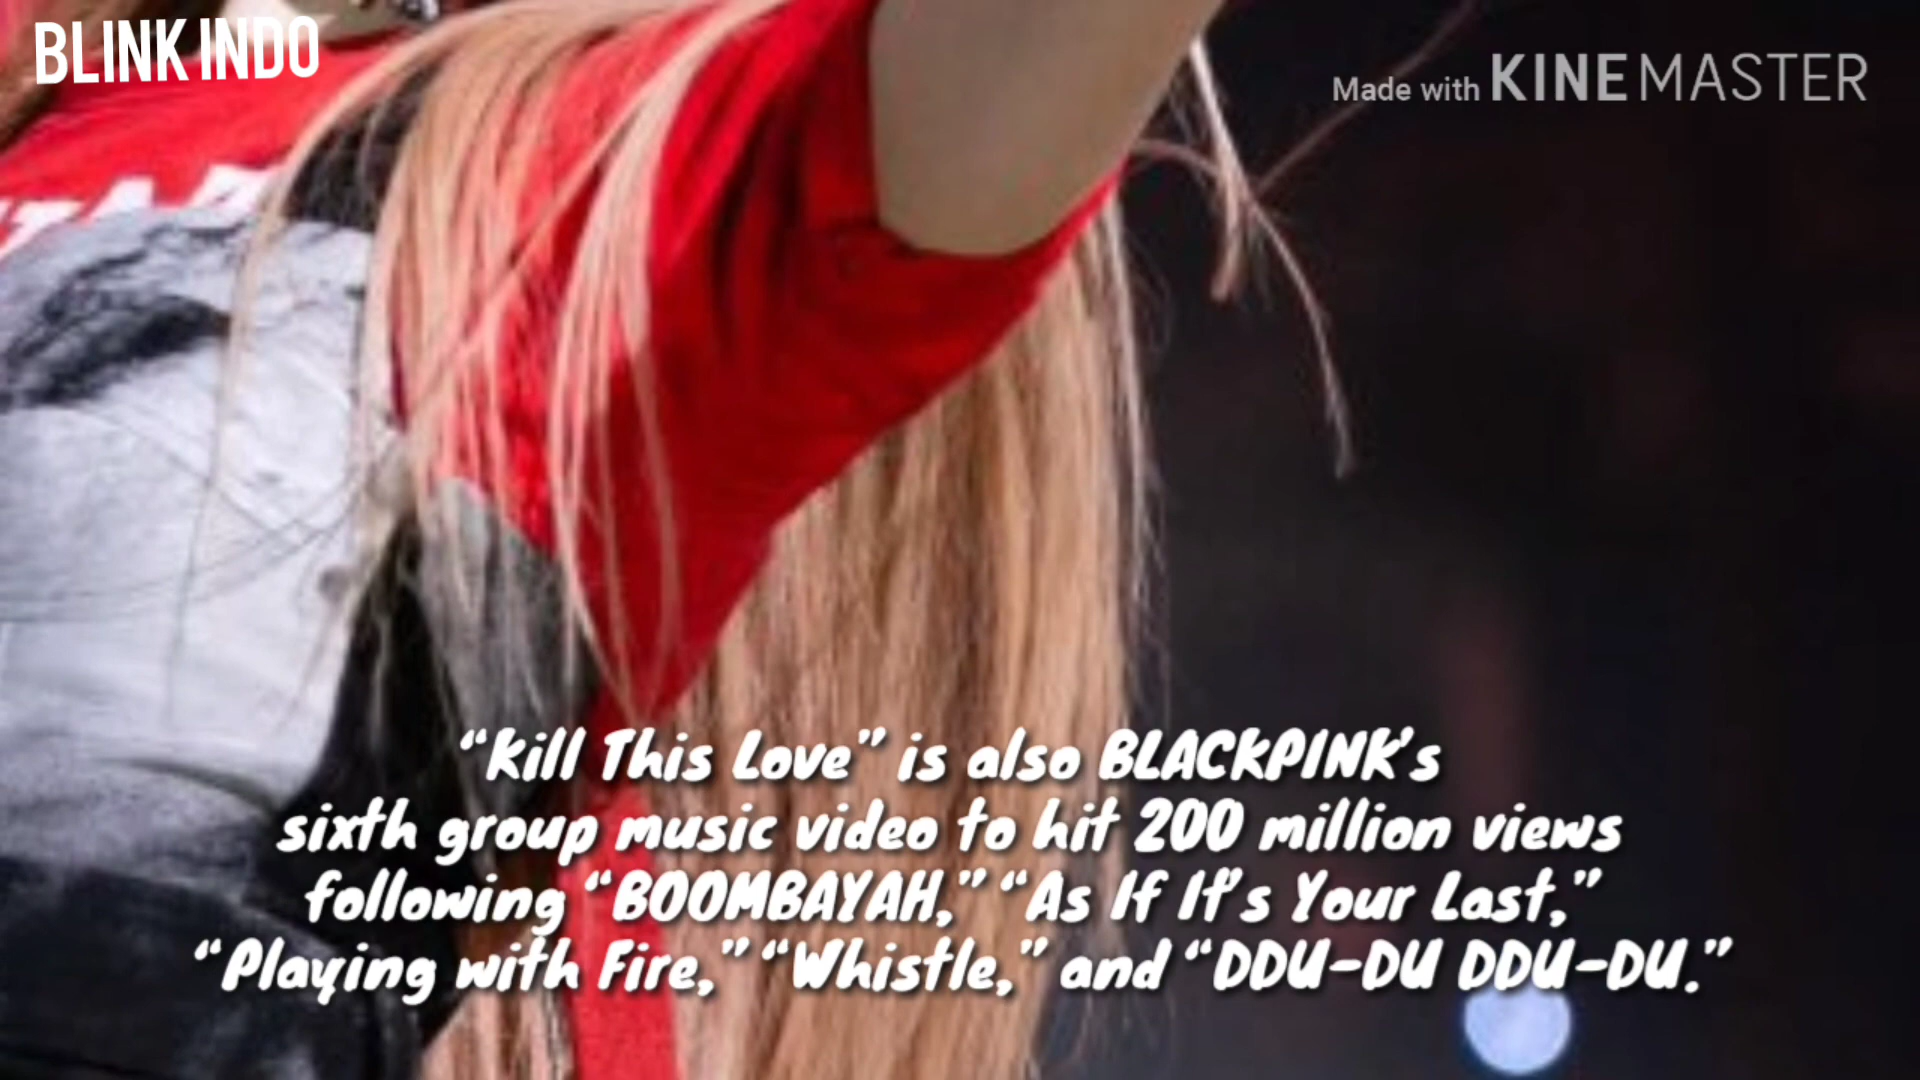 BLINK INDO
Made with KINEMASTER
“Kill This Love” is also BLACKPINK’s
sixth group music video to hit 200 million views
following “BOOMBAYAH,” “As If It’s Your Last,”
“Playing with Fire,” “Whistle,” and “DDU-DU DDU-DU.”